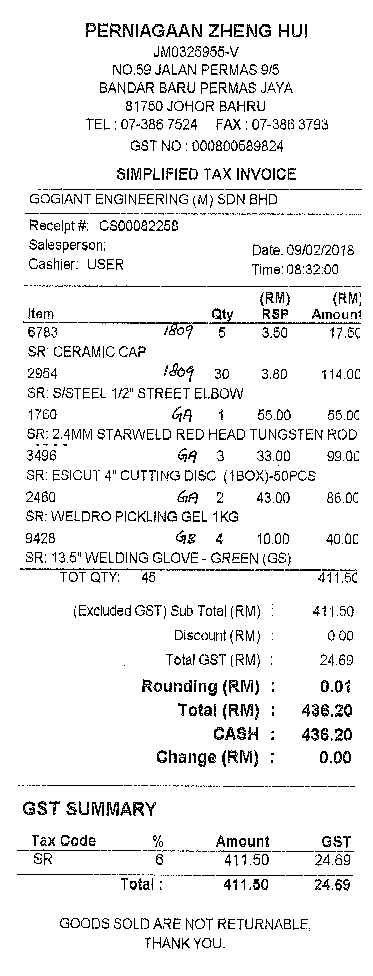 PERNIAGAAN ZHENG HUI
JM0325955-V
NO.59 JALAN PERMAS 9/5
BANDAR BARU PERMAS JAYA
81750 JOHOR BAHRU
TEL : 07-386 7524 FAX : 07-386 3793
GST NO : 000800589824
SIMPLIFIED TAX INVOICE
GOGIANT ENGINEERING (M) SDN BHD
Receipt #: CS00082258
Salesperson:
Cashier: USER
Date: 09/02/2018
Time: 08:32:00
(RM) (RM)
Item Qty RSP Amount
6783 1809 5 3.50 17.50
SR: CERAMIC CAP
2954 1809 30 3.80 114.00
SR: S/STEEL 1/2" STREET ELBOW
1760 GA 1 55.00 55.00
SR: 2.4MM STARWELD RED HEAD TUNGSTEN ROD
3496 GA 3 33.00 99.00
SR: ESICUT 4" CUTTING DISC (1BOX)-50PCS
2460 GA 2 43.00 86.00
SR: WELDRO PICKLING GEL 1KG
9428 GB 4 10.00 40.00
SR: 13.5" WELDING GLOVE - GREEN (GS)
TOT QTY: 45 411.50
(Excluded GST) Sub Total (RM) : 411.50
Discount (RM) : 0.00
Total GST (RM) : 24.69
Rounding (RM) : 0.01
Total (RM) : 436.20
CASH : 436.20
Change (RM) : 0.00
GST SUMMARY
Tax Code % Amount GST
SR 6 411.50 24.69
Total : 411.50 24.69
GOODS SOLD ARE NOT RETURNABLE,
THANK YOU.